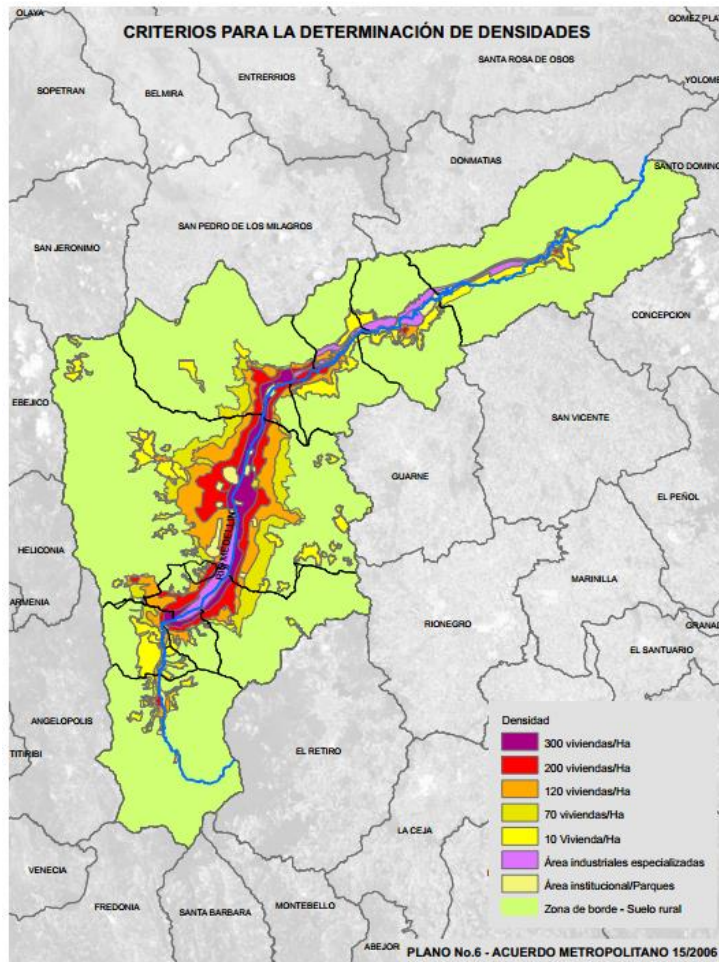 OLAYA
GOMEZ PLA
CRITERIOS PARA LA DETERMINACIÓN DE DENSIDADES
SANTA ROSA DE OSOS
ENTRERRIOS
YOLOMB
SOPETRAN
BELMIRA
DONMATIAS
SANTO DOMINGO
SAN PEDRO DE LOS MILAGROS
SAN JERONIMO
CONCEPCION
EBEJICO
SAN VICENTE
GUARNE
EL PEÑOL
RIO MEDELLIN
HELICONIA
MARINILLA
ARMENIA
RIONEGRO
GRANAD
EL SANTUARIO
ANGELOPOLIS
TITIRIBI
EL RETIRO
Densidad
300 viviendas/Ha
200 viviendas/Ha
120 viviendas/Ha
70 viviendas/Ha
10 Vivienda/Ha
Área industriales especializadas
Área institucional/Parques
Zona de borde - Suelo rural
LA CEJA
VENECIA
FREDONIA
SANTA BARBARA
MONTEBELLO
ABEJOR
PLANO No.6 - ACUERDO METROPOLITANO 15/2006